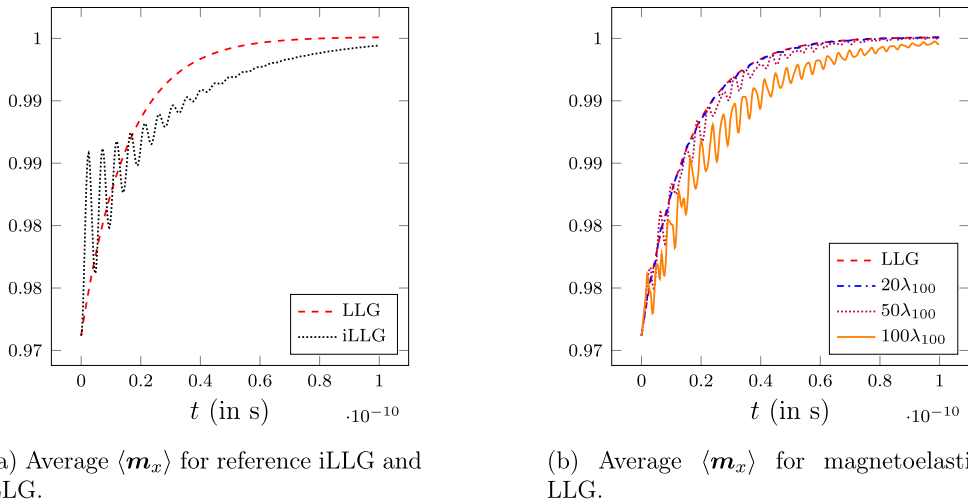 1
0.99
0.99
0.98
0.98
0.97
0 0.2 0.4 0.6 0.8 1
t (in s) ·10⁻¹⁰
LLG
iLLG
a) Average ⟨𝒎ₓ⟩ for reference iLLG and
LLG.
1
0.99
0.99
0.98
0.98
0.97
0 0.2 0.4 0.6 0.8 1
t (in s) ·10⁻¹⁰
LLG
20λ₁₀₀
50λ₁₀₀
100λ₁₀₀
(b) Average ⟨𝒎ₓ⟩ for magnetoelasti
LLG.